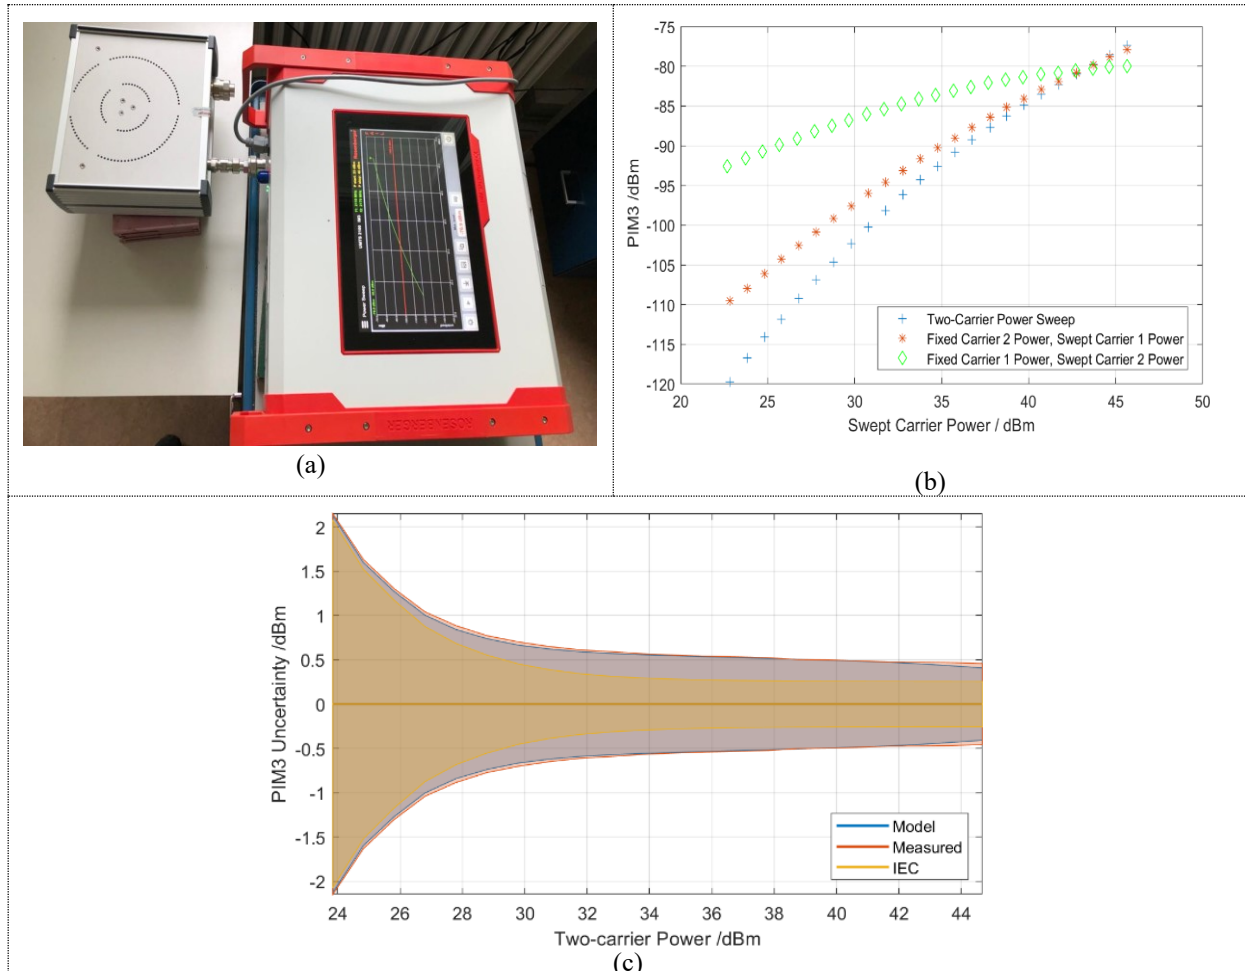 ROSENBERGER
(a)
-75
-80
-85
-90
-95
-100
-105
-110
-115
-120
PIM3 /dBm
Two-Carrier Power Sweep
Fixed Carrier 2 Power, Swept Carrier 1 Power
Fixed Carrier 1 Power, Swept Carrier 2 Power
20 25 30 35 40 45 50
Swept Carrier Power / dBm
(b)
2
1.5
1
0.5
0
-0.5
-1
-1.5
-2
PIM3 Uncertainty /dBm
Model
Measured
IEC
24 26 28 30 32 34 36 38 40 42 44
Two-carrier Power /dBm
(c)